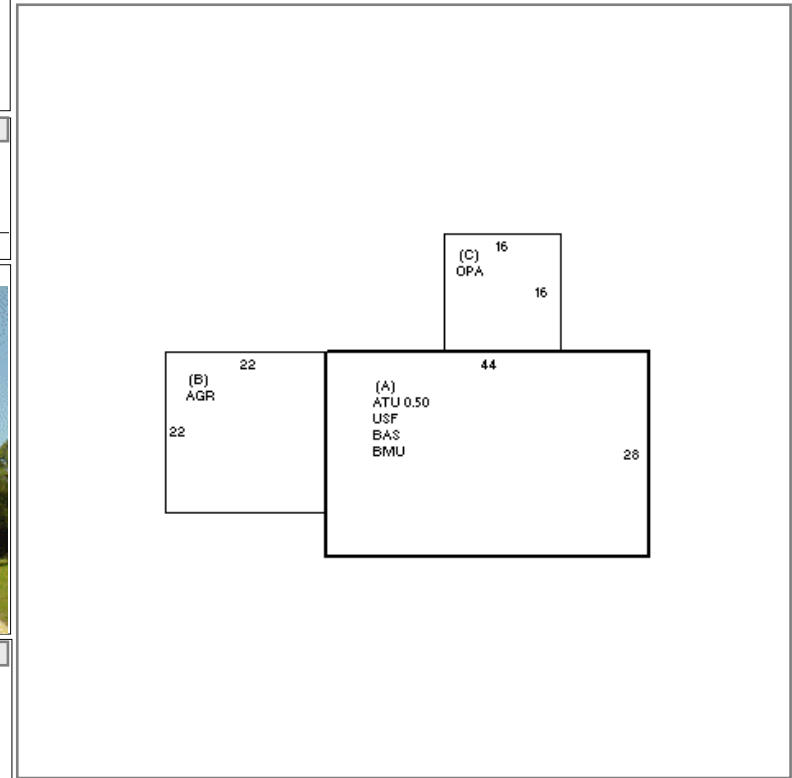 16
(C)
OPA
16
22
(B)
AGR
22
44
(A)
ATU 0.50
USF
BAS
BMU
28